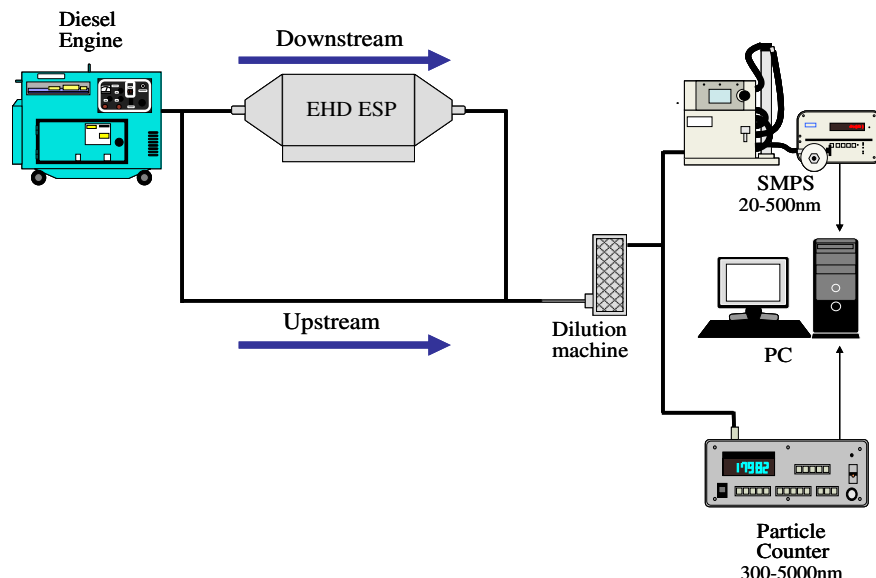 Diesel
Engine
Downstream
EHD ESP
SMPS
20-500nm
Upstream
Dilution
machine
PC
17982
Particle
Counter
300-5000nm